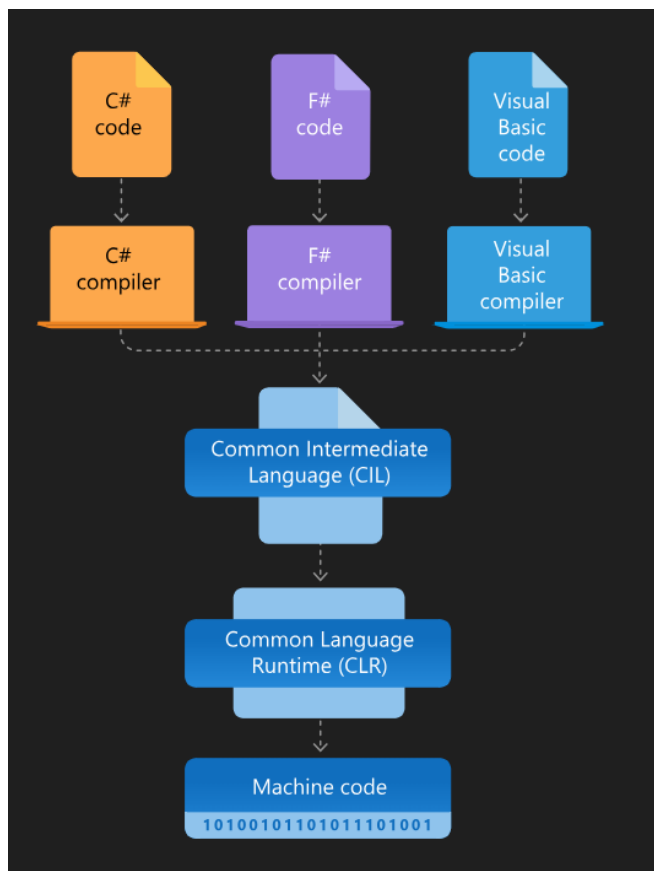 C#
code
F#
code
Visual
Basic
code
C#
compiler
F#
compiler
Visual
Basic
compiler
Common Intermediate
Language (CIL)
Common Language
Runtime (CLR)
Machine code
10100101101011101001